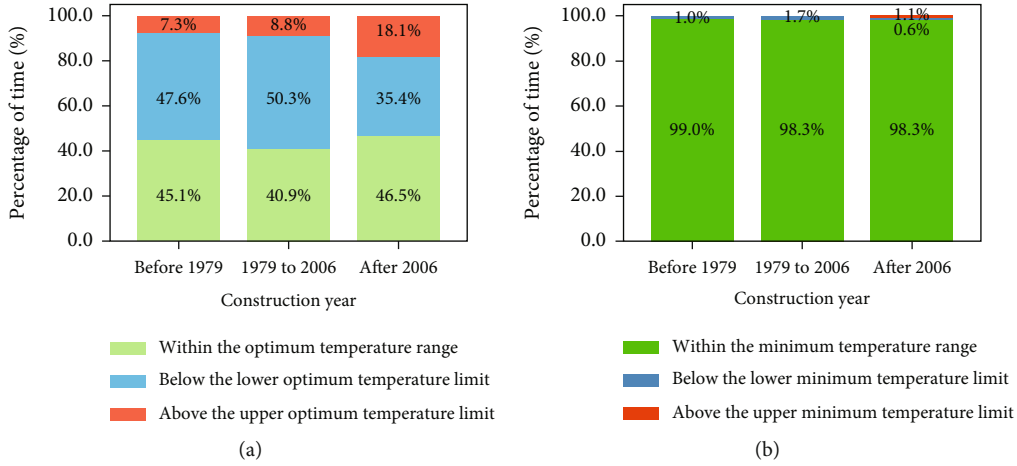 Percentage of time (%)
100.0
80.0
60.0
40.0
20.0
0.0
7.3%
8.8%
18.1%
47.6%
50.3%
35.4%
45.1%
40.9%
46.5%
Before 1979
1979 to 2006
After 2006
Construction year
Within the optimum temperature range
Below the lower optimum temperature limit
Above the upper optimum temperature limit
(a)
Percentage of time (%)
100.0
80.0
60.0
40.0
20.0
0.0
1.0%
1.7%
1.1%
0.6%
99.0%
98.3%
98.3%
Before 1979
1979 to 2006
After 2006
Construction year
Within the minimum temperature range
Below the lower minimum temperature limit
Above the upper minimum temperature limit
(b)